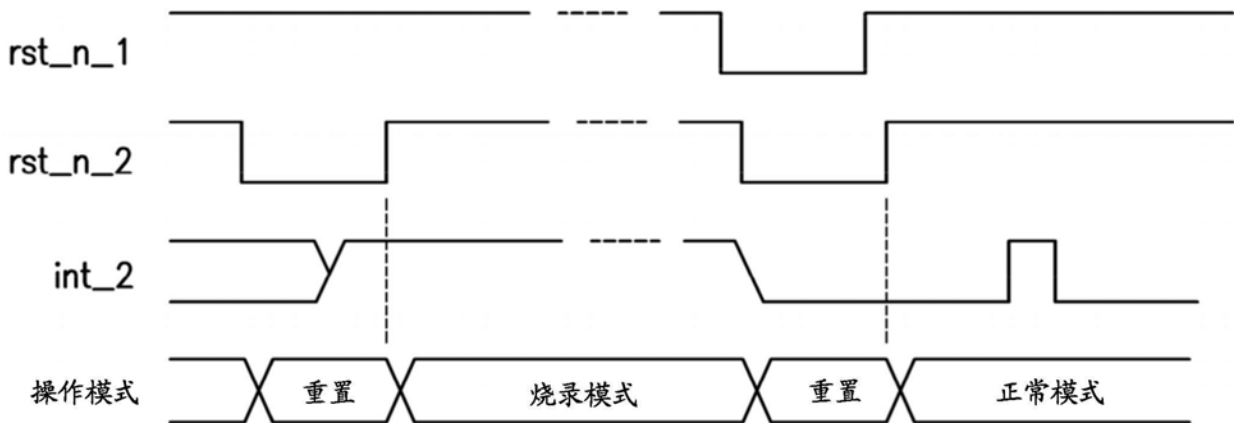 rst_n_1
rst_n_2
int_2
操作模式 重置 烧录模式 重置 正常模式